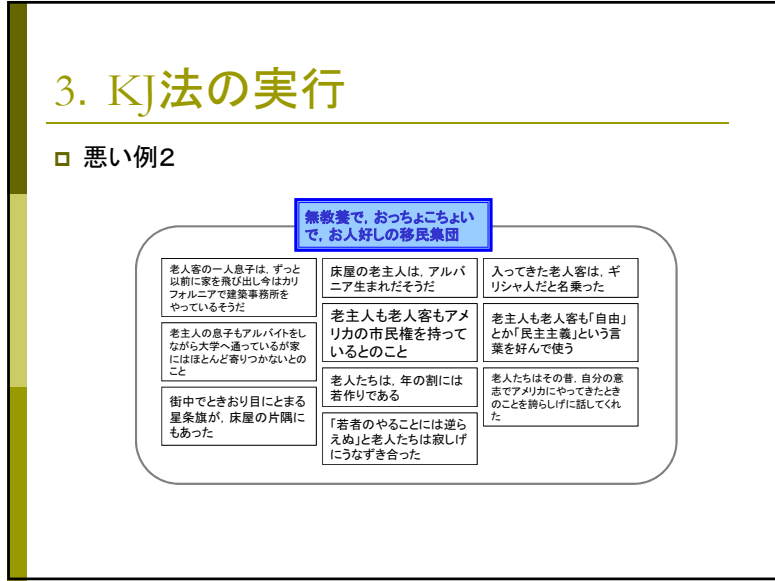 3. KJ法の実行
悪い例２
無教養で，おっちょこちょい
で，お人好しの移民集団
老人客の一人息子は，ずっと
以前に家を飛び出し今はカリ
フォルニアで建築事務所を
やっているそうだ
老主人の息子もアルバイトをし
ながら大学へ通っているが家
にはほとんど寄りつかないとの
こと
街中でときおり目にとまる
星条旗が，床屋の片隅に
もあった
床屋の老主人は，アルバ
ニア生まれだそうだ
老主人も老人客もアメ
リカの市民権を持って
いるとのこと
老人たちは，年の割には
若作りである
「若者のやることには逆ら
えぬ」と老人たちは寂しげ
にうなずき合った
入ってきた老人客は，ギ
リシャ人だと名乗った
老主人も老人客も「自由」
とか「民主主義」という言
葉を好んで使う
老人たちはその昔，自分の意
志でアメリカにやってきたとき
のことを誇らしげに話してくれ
た